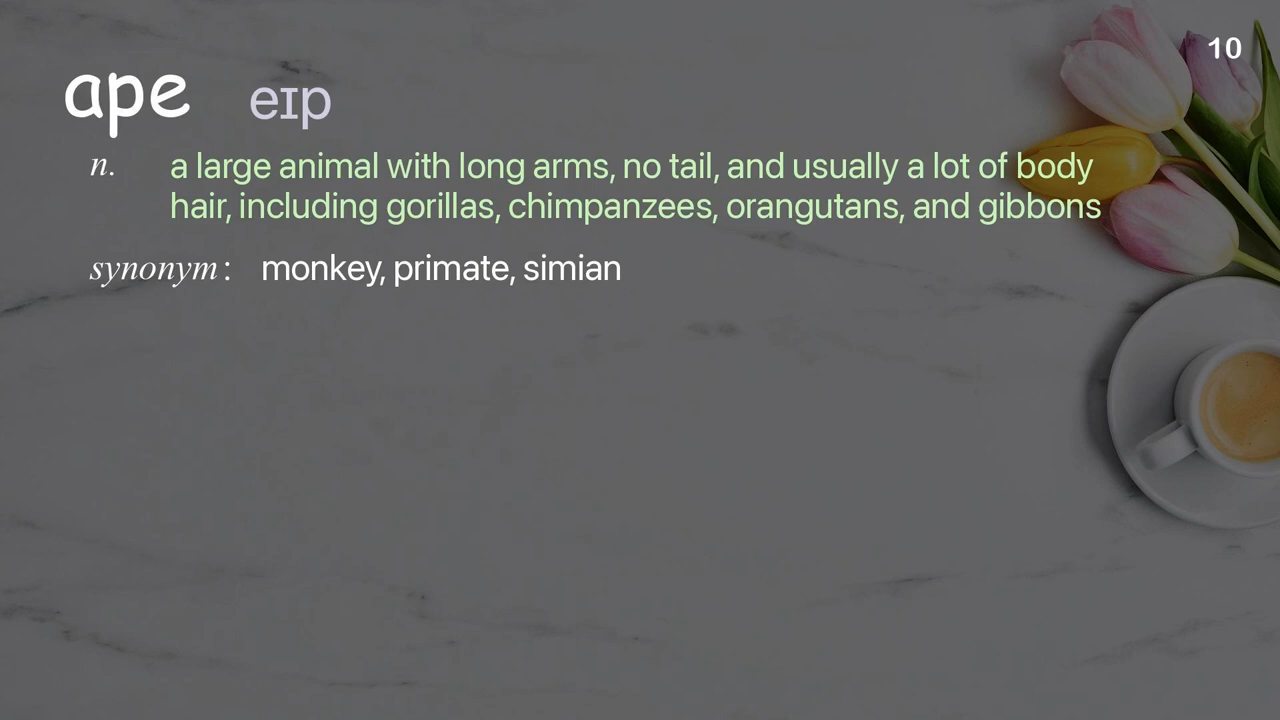 10
ape eɪp
n. a large animal with long arms, no tail, and usually a lot of body
hair, including gorillas, chimpanzees, orangutans, and gibbons
synonym: monkey, primate, simian